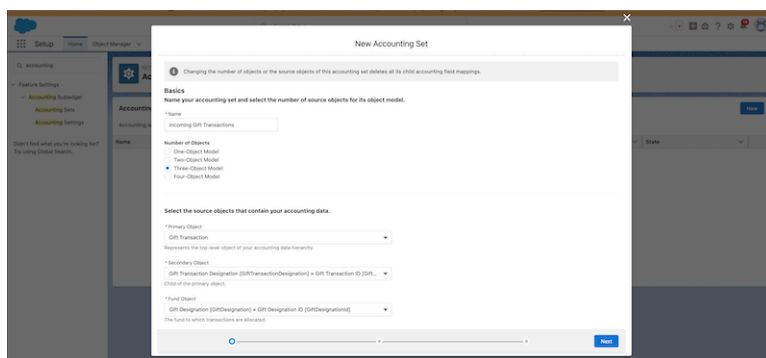 Setup
Home
Object Manager
New Accounting Set
accounting
Changing the number of objects or the source objects of this accounting set deletes all its child accounting field mappings.
Feature Settings
Accounting Subledger
Accounting Sets
Accounting Settings
Didn't find what you're looking for?
Try using Global Search.
Basics
Name your accounting set and select the number of source objects for its object model.
New
*Name
Incoming Gift Transactions
Name
State
Number of Objects
One-Object Model
Two-Object Model
Three-Object Model
Four-Object Model
Select the source objects that contain your accounting data.
*Primary Object
Gift Transaction
Represents the top-level object of your accounting data hierarchy.
*Secondary Object
Gift Transaction Designation [GiftTransactionDesignation] » Gift Transaction ID [Gift...
Child of the primary object.
*Fund Object
Gift Designation [GiftDesignation] » Gift Designation ID [GiftDesignationId]
The fund to which transactions are allocated.
Next